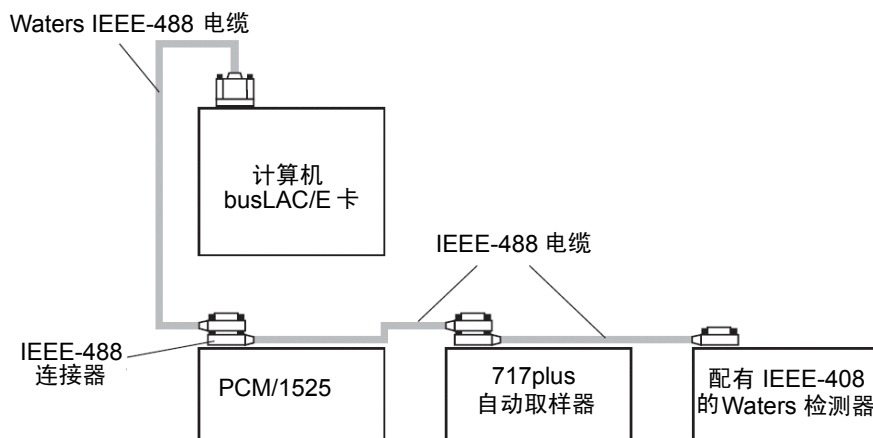 Waters IEEE-488 电缆
计算机
busLAC/E 卡
IEEE-488 电缆
IEEE-488
连接器
PCM/1525
717plus
自动取样器
配有 IEEE-408
的Waters 检测器